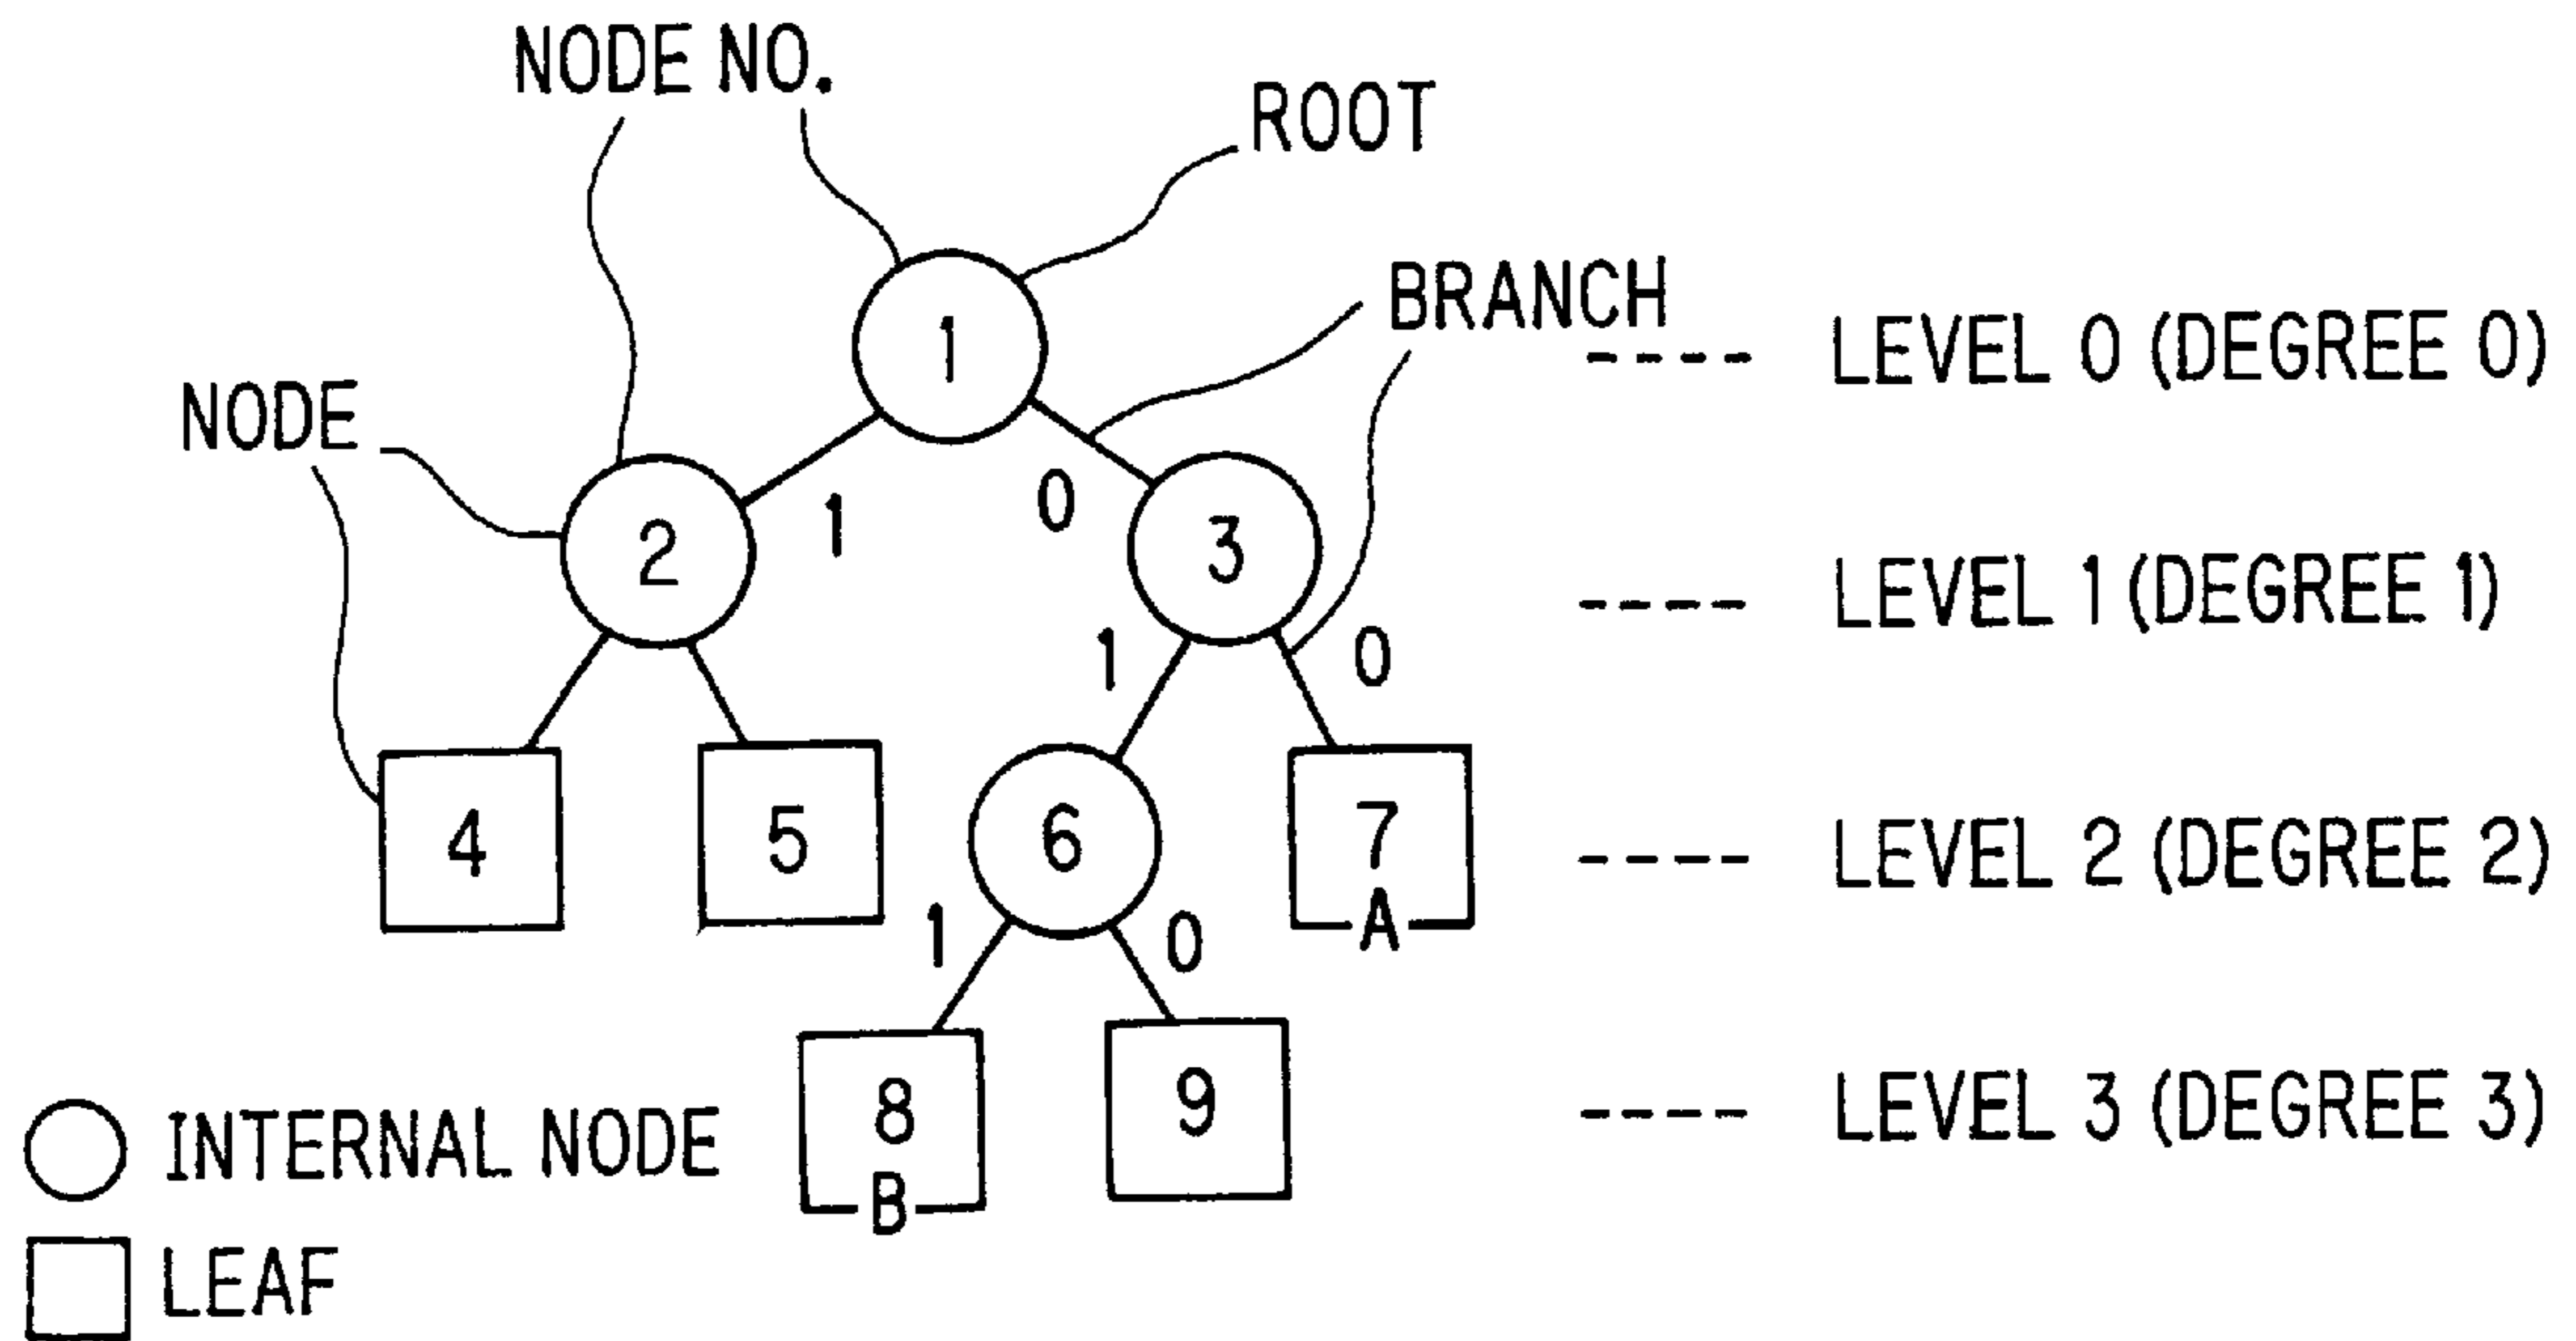 NODE NO.
ROOT
BRANCH
1
LEVEL 0 (DEGREE 0)
NODE
1
0
2
3
LEVEL 1 (DEGREE 1)
1
0
4
5
6
7
A
LEVEL 2 (DEGREE 2)
1
0
8
B
9
LEVEL 3 (DEGREE 3)
INTERNAL NODE
LEAF